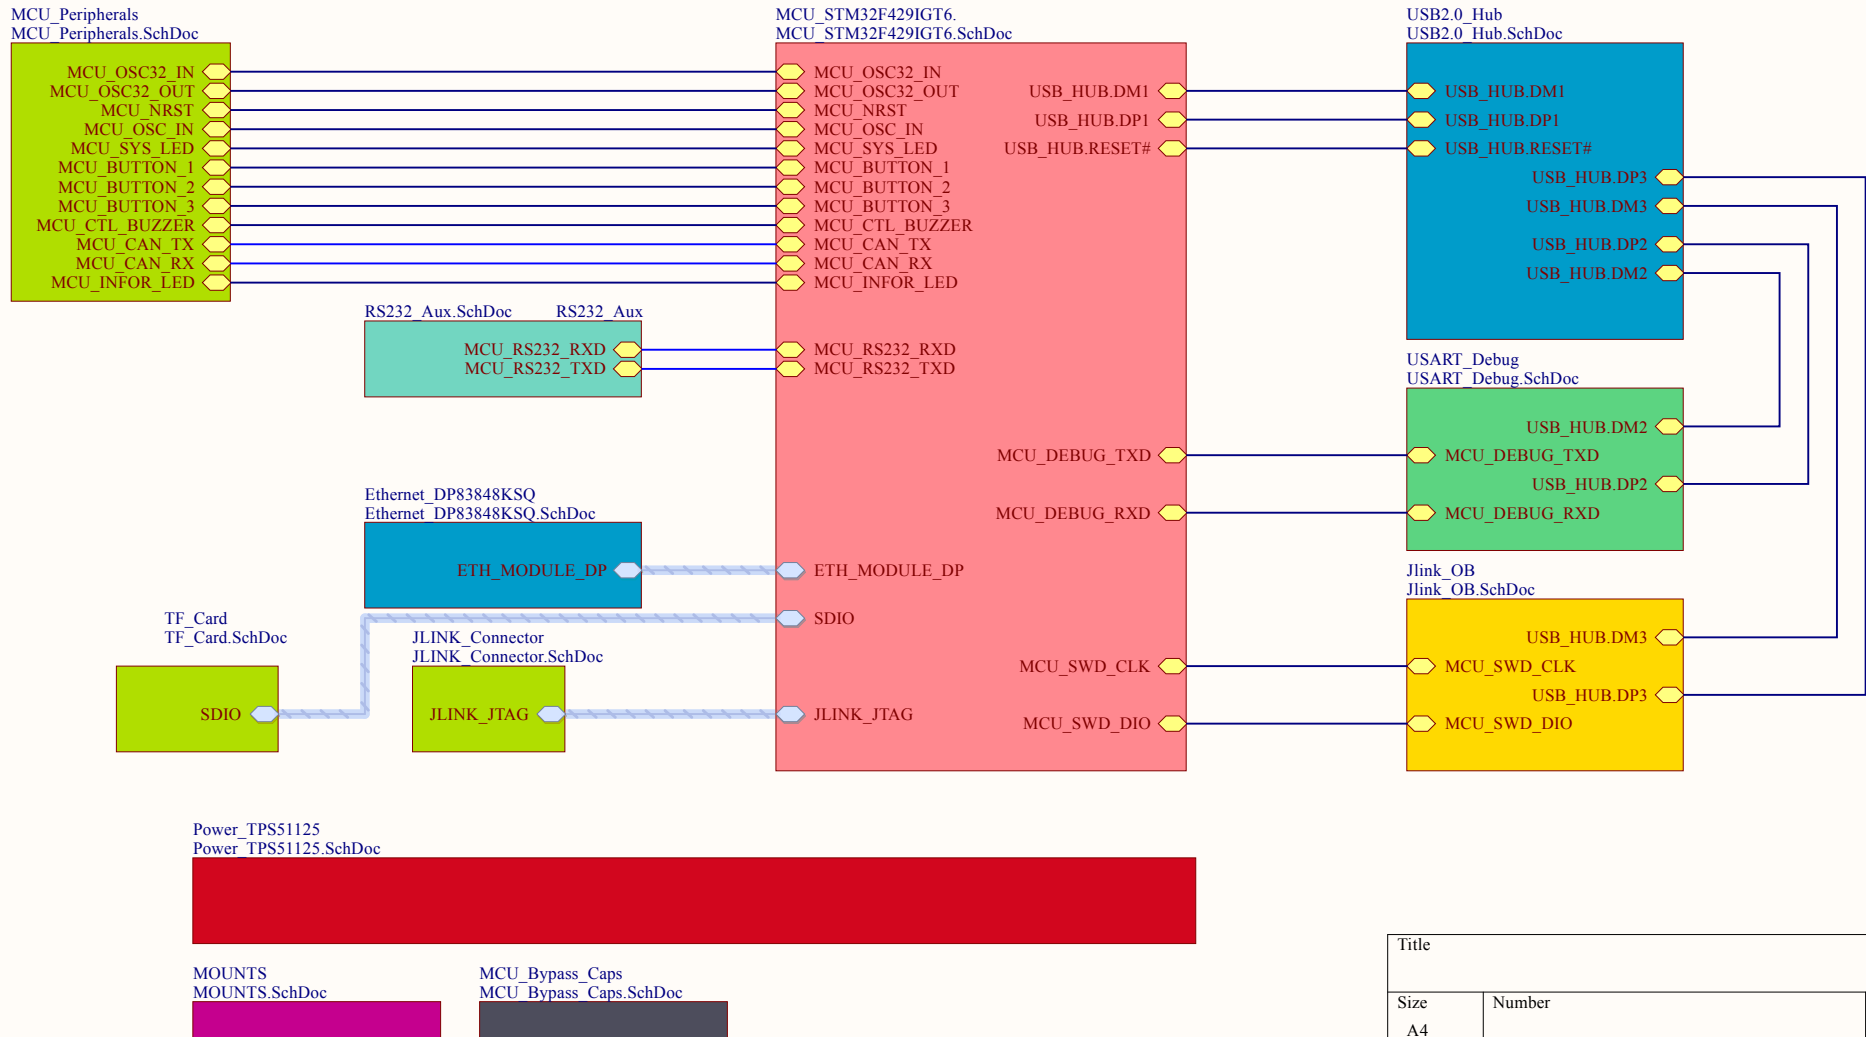 MCU_Peripherals
MCU_Peripherals.SchDoc
MCU_OSC32_IN
MCU_OSC32_OUT
MCU_NRST
MCU_OSC_IN
MCU_SYS_LED
MCU_BUTTON_1
MCU_BUTTON_2
MCU_BUTTON_3
MCU_CTL_BUZZER
MCU_CAN_TX
MCU_CAN_RX
MCU_INFOR_LED
RS232_Aux.SchDoc RS232_Aux
MCU_RS232_RXD
MCU_RS232_TXD
Ethernet_DP83848KSQ
Ethernet_DP83848KSQ.SchDoc
ETH_MODULE_DP
TF_Card
TF_Card.SchDoc
SDIO
JLINK_Connector
JLINK_Connector.SchDoc
JLINK_JTAG
MCU_STM32F429IGT6.
MCU_STM32F429IGT6.SchDoc
MCU_OSC32_IN
MCU_OSC32_OUT
MCU_NRST
MCU_OSC_IN
MCU_SYS_LED
MCU_BUTTON_1
MCU_BUTTON_2
MCU_BUTTON_3
MCU_CTL_BUZZER
MCU_CAN_TX
MCU_CAN_RX
MCU_INFOR_LED
MCU_RS232_RXD
MCU_RS232_TXD
ETH_MODULE_DP
SDIO
JLINK_JTAG
USB_HUB.DM1
USB_HUB.DP1
USB_HUB.RESET#
MCU_DEBUG_TXD
MCU_DEBUG_RXD
MCU_SWD_CLK
MCU_SWD_DIO
USB2.0_Hub
USB2.0_Hub.SchDoc
USB_HUB.DM1
USB_HUB.DP1
USB_HUB.RESET#
USB_HUB.DP3
USB_HUB.DM3
USB_HUB.DP2
USB_HUB.DM2
USART_Debug
USART_Debug.SchDoc
USB_HUB.DM2
MCU_DEBUG_TXD
USB_HUB.DP2
MCU_DEBUG_RXD
Jlink_OB
Jlink_OB.SchDoc
USB_HUB.DM3
MCU_SWD_CLK
USB_HUB.DP3
MCU_SWD_DIO
Power_TPS51125
Power_TPS51125.SchDoc
MOUNTS
MOUNTS.SchDoc
MCU_Bypass_Caps
MCU_Bypass_Caps.SchDoc
Title
Size Number
A4